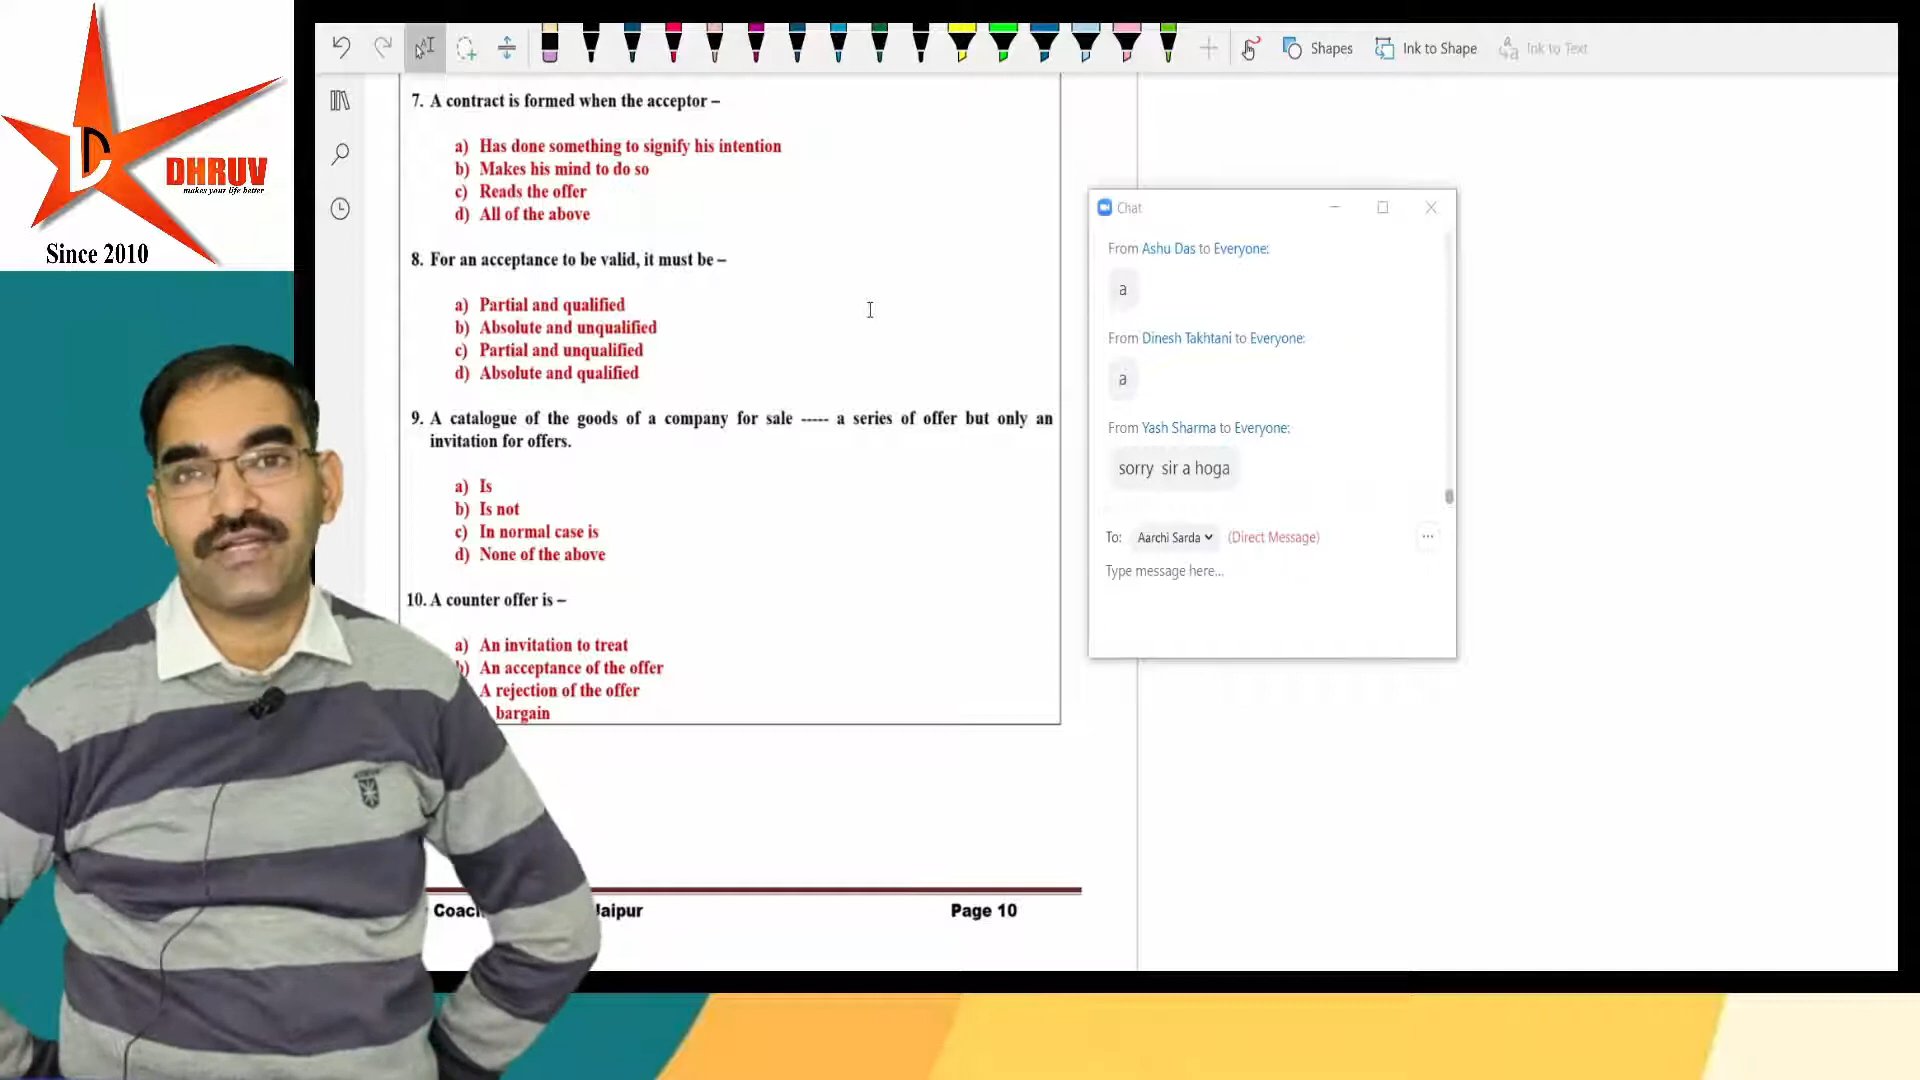 DC
DHRUV
makes your life better
Since 2010
Shapes
Ink to Shape
Ink to Text
7. A contract is formed when the acceptor –
a) Has done something to signify his intention
b) Makes his mind to do so
c) Reads the offer
d) All of the above
8. For an acceptance to be valid, it must be –
a) Partial and qualified
b) Absolute and unqualified
c) Partial and unqualified
d) Absolute and qualified
9. A catalogue of the goods of a company for sale ----- a series of offer but only an
invitation for offers.
a) Is
b) Is not
c) In normal case is
d) None of the above
10. A counter offer is –
a) An invitation to treat
b) An acceptance of the offer
A rejection of the offer
bargain
Page 10
Chat
From Ashu Das to Everyone:
a
From Dinesh Takhtani to Everyone:
a
From Yash Sharma to Everyone:
sorry sir a hoga
To: Aarchi Sarda (Direct Message)
Type message here...